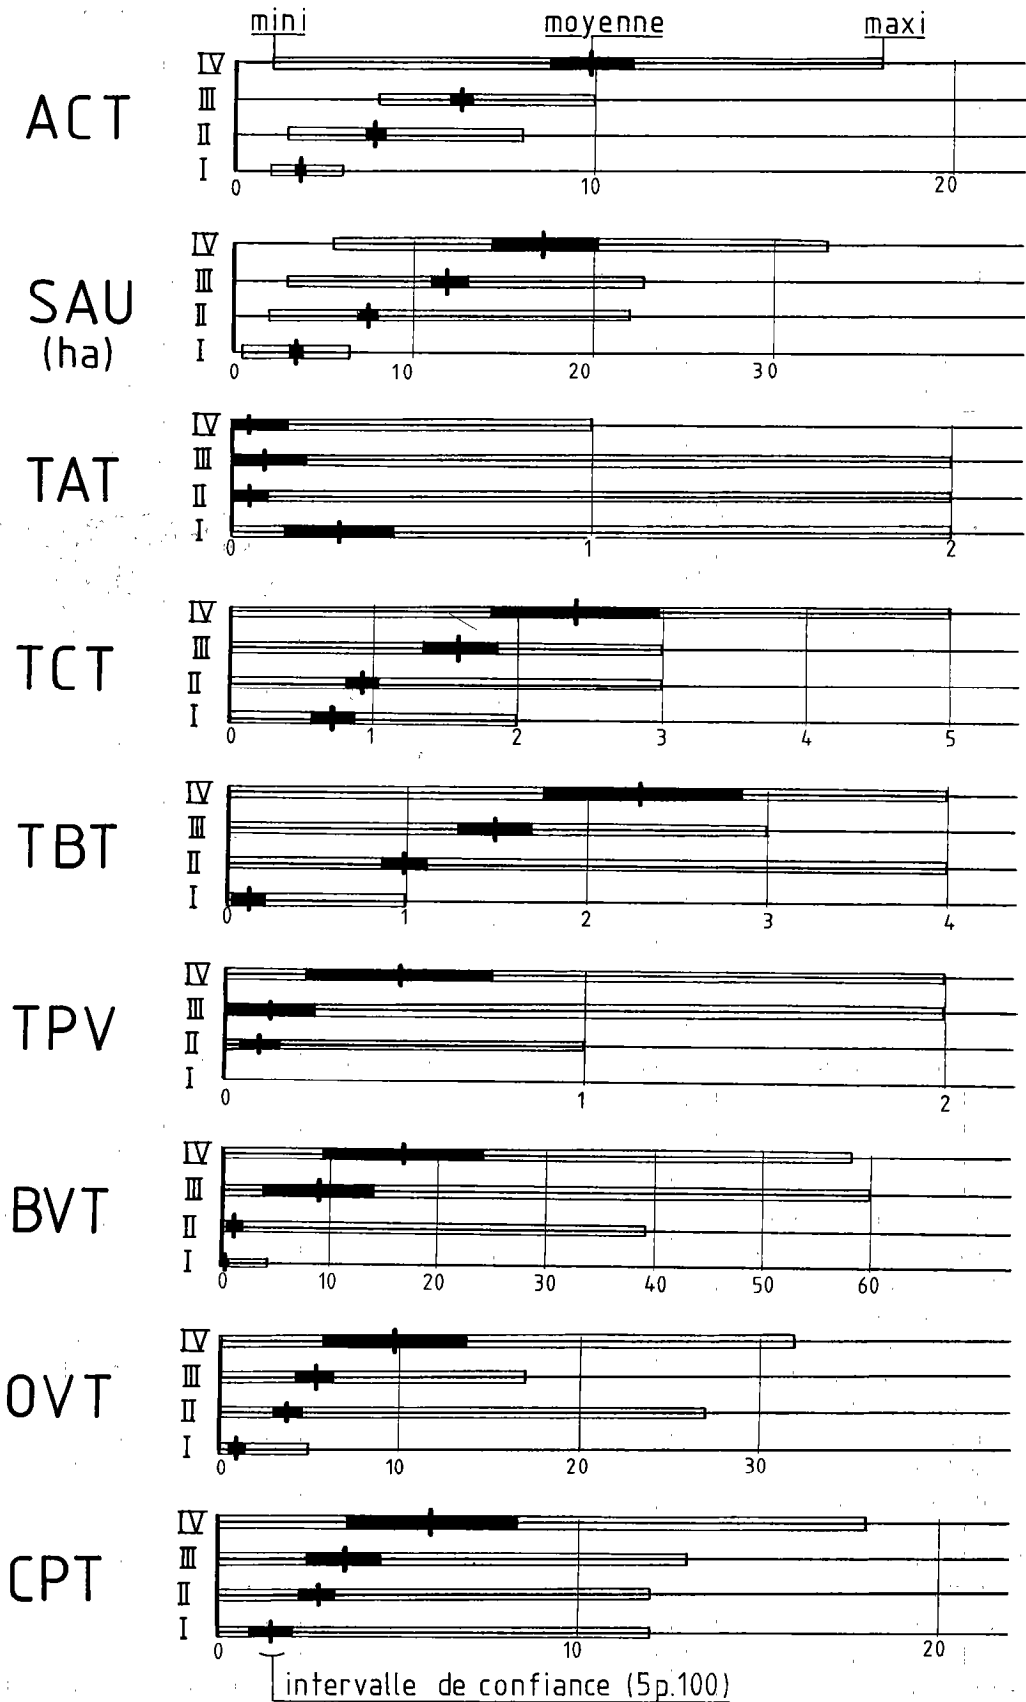 mini moyenne maxi
ACT
IV
III
II
I
0 10 20
SAU
(ha)
IV
III
II
I
0 10 20 30
TAT
IV
III
II
I
0 1 2
TCT
IV
III
II
I
0 1 2 3 4 5
TBT
IV
III
II
I
0 1 2 3 4
TPV
IV
III
II
I
0 1 2
BVT
IV
III
II
I
0 10 20 30 40 50 60
OVT
IV
III
II
I
0 10 20 30
CPT
IV
III
II
I
0 10 20
intervalle de confiance (5p.100)